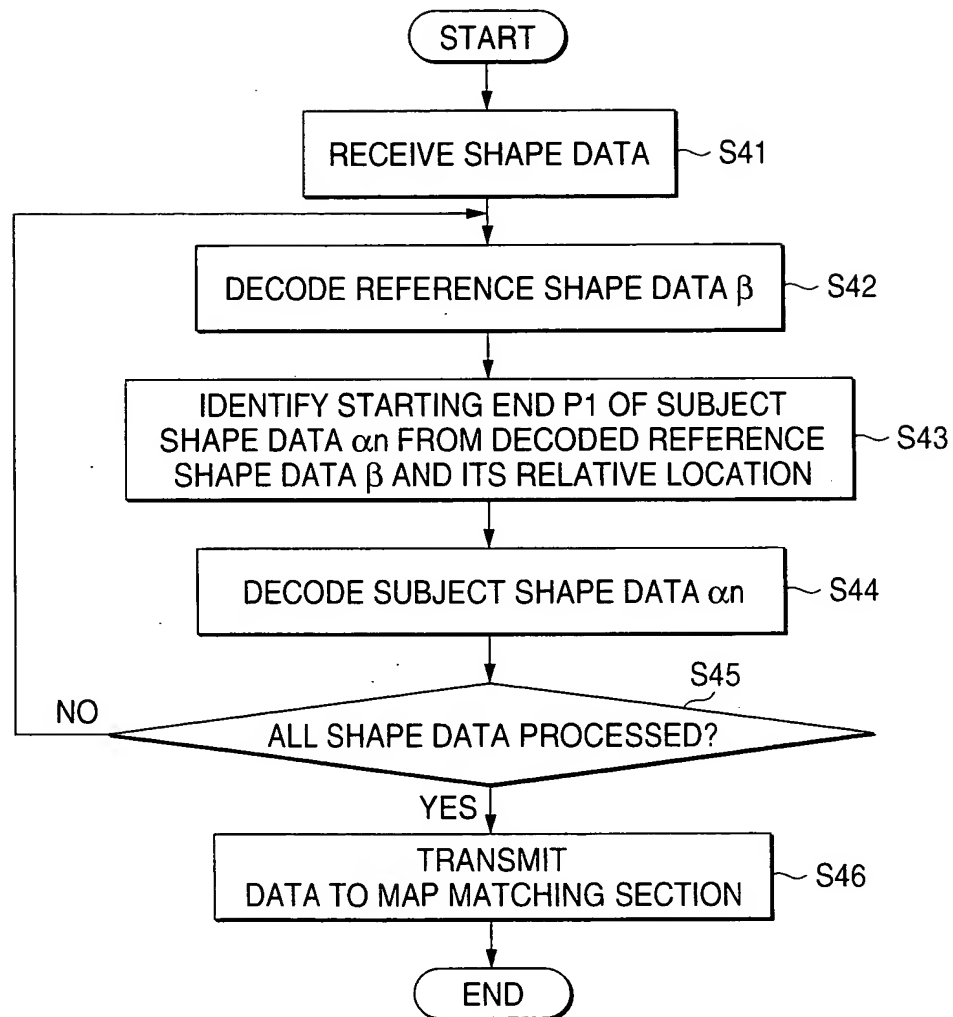 START
RECEIVE SHAPE DATA
S41
DECODE REFERENCE SHAPE DATA β
S42
IDENTIFY STARTING END P1 OF SUBJECT
SHAPE DATA αn FROM DECODED REFERENCE
SHAPE DATA β AND ITS RELATIVE LOCATION
S43
DECODE SUBJECT SHAPE DATA αn
S44
S45
NO
ALL SHAPE DATA PROCESSED?
YES
TRANSMIT
DATA TO MAP MATCHING SECTION
S46
END